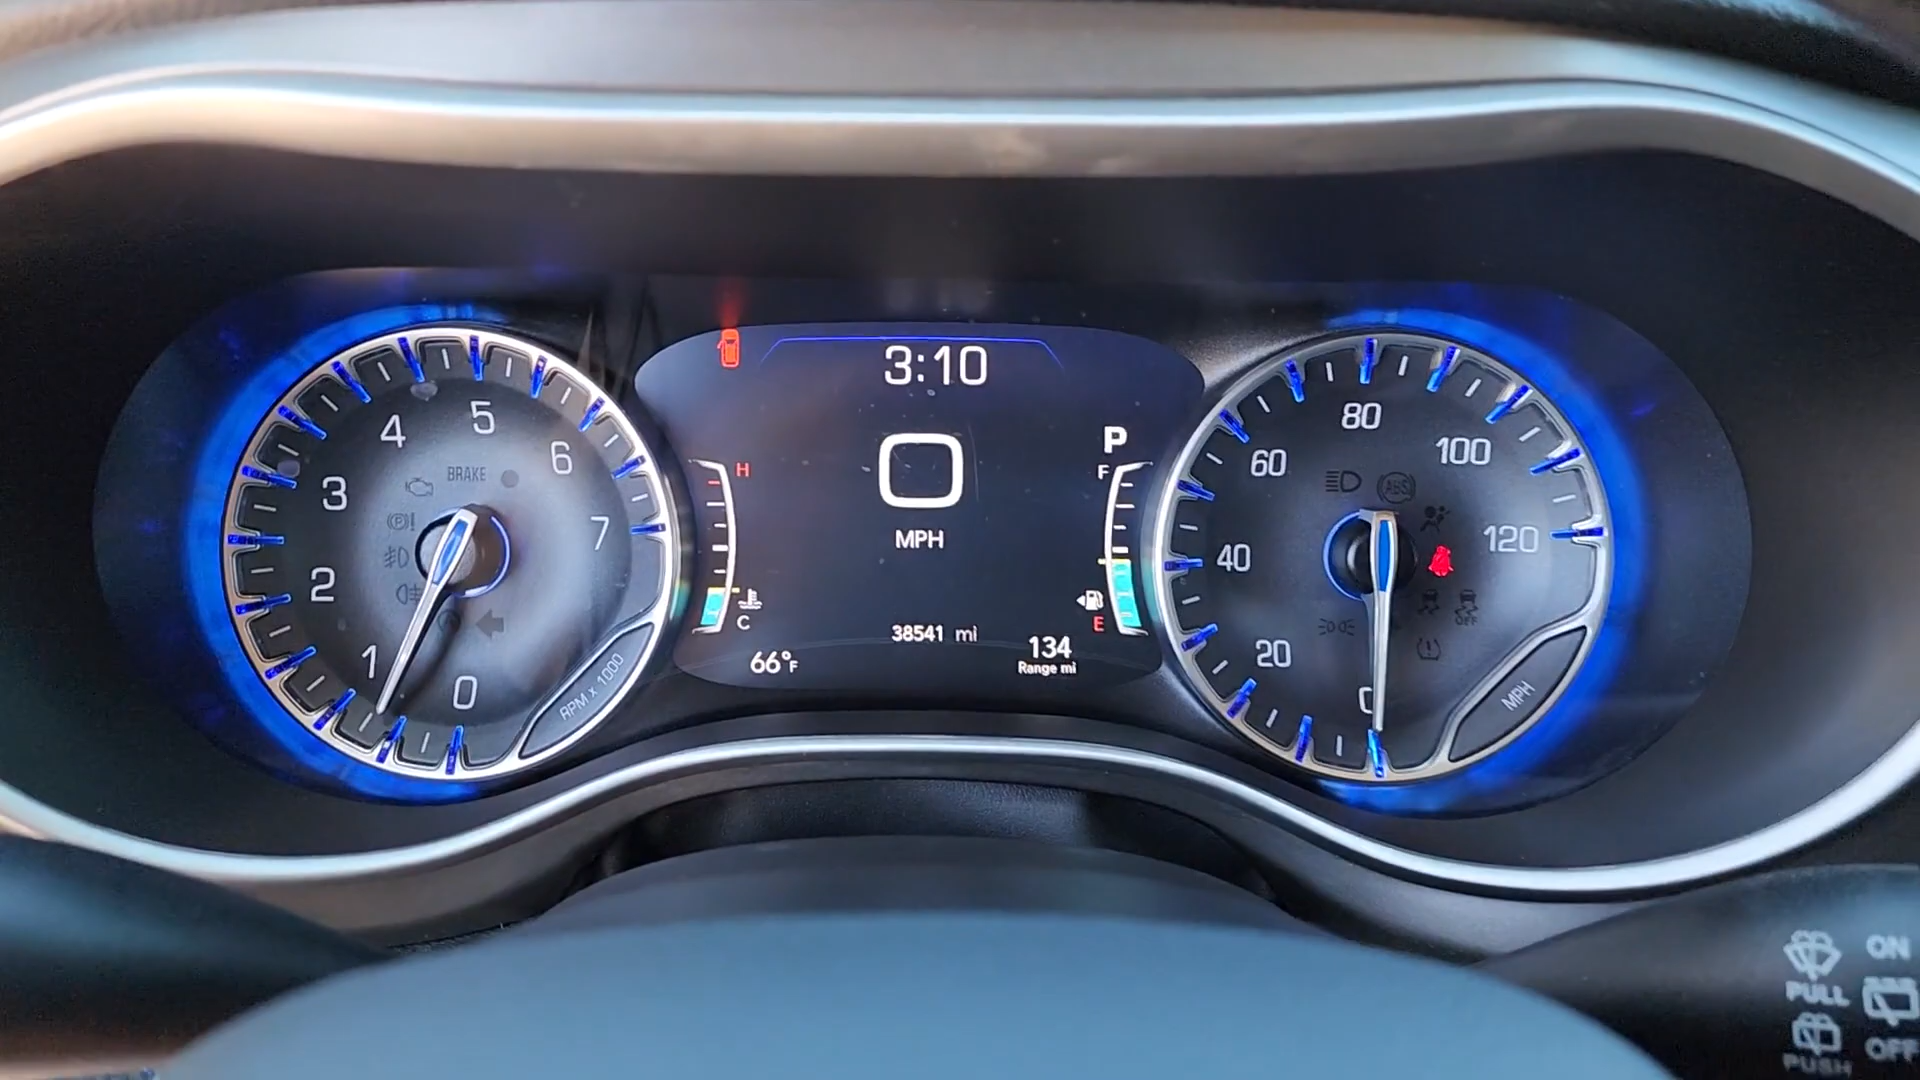 3:10
4
5
3
6
BRAKE
2
7
1
0
RPM x 1000
H
C
66°F
0
MPH
38541 mi
P
F
E
134
Range mi
80
60
100
ABS
40
120
20
0
OFF
MPH
ON
PULL
OFF
PUSH